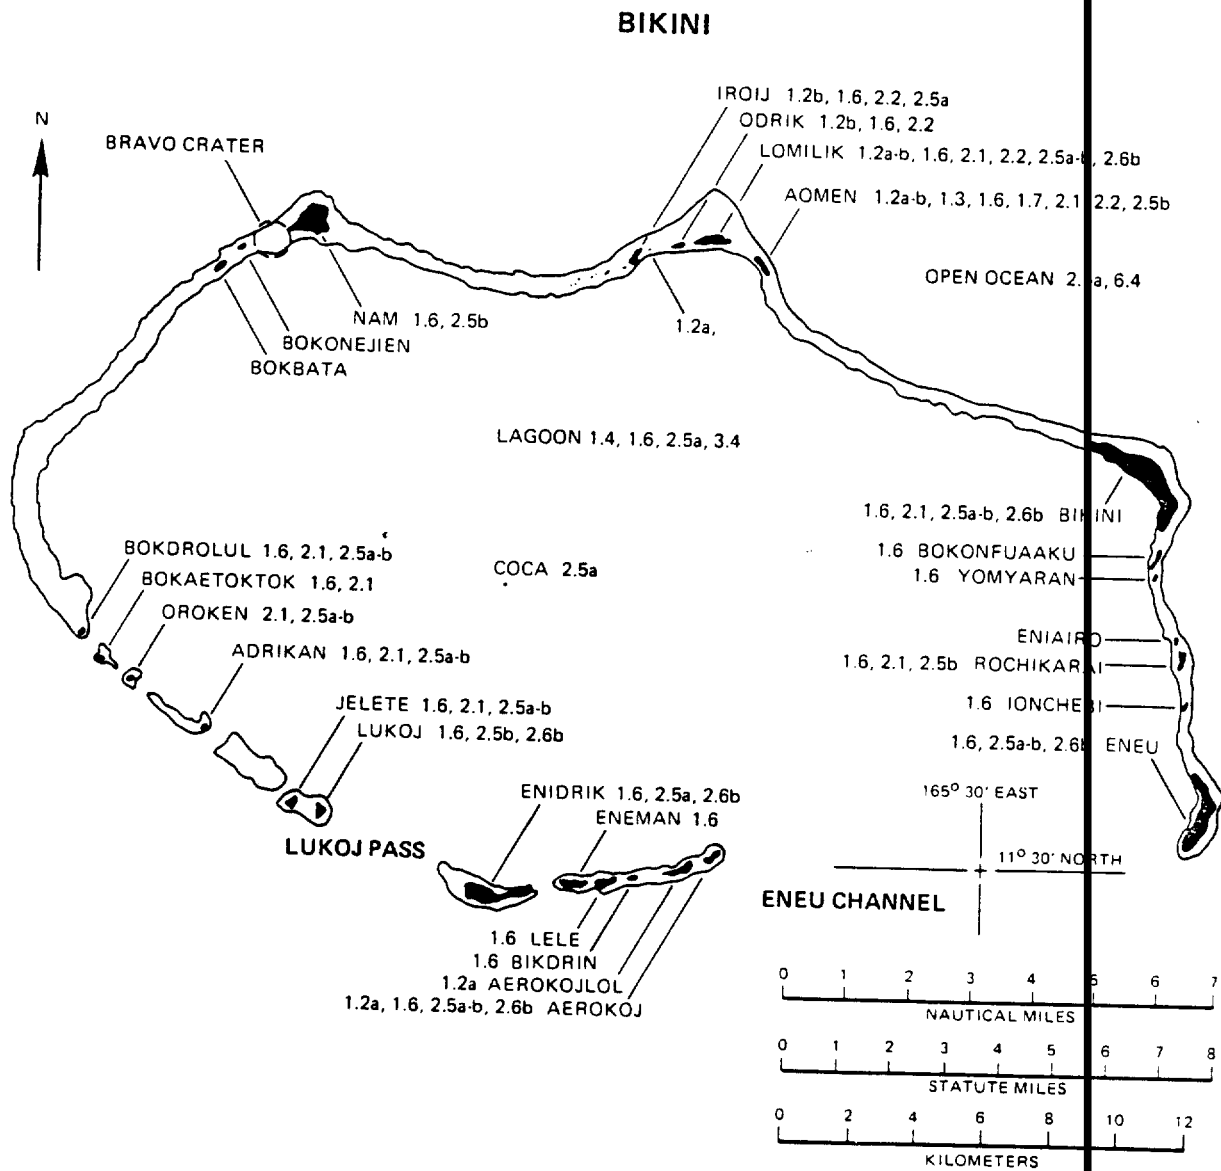 BIKINI
N
BRAVO CRATER
IROIJ 1.2b, 1.6, 2.2, 2.5a
ODRIK 1.2b, 1.6, 2.2
LOMILIK 1.2a-b, 1.6, 2.1, 2.2, 2.5a-b, 2.6b
AOMEN 1.2a-b, 1.3, 1.6, 1.7, 2.1, 2.2, 2.5b
OPEN OCEAN a, 6.4
NAM 1.6, 2.5b
1.2a,
BOKONEJIEN
BOKBATA
LAGOON 1.4, 1.6, 2.5a, 3.4
1.6, 2.1, 2.5a-b, 2.6b BIKINI
BOKDROLUL 1.6, 2.1, 2.5a-b
1.6 BOKONFUAAKU
COCA 2.5a
1.6 YOMYARAN
BOKAETOKTOK 1.6, 2.1
OROKEN 2.1, 2.5a-b
ENIAIRO
ADRIKAN 1.6, 2.1, 2.5a-b
1.6, 2.1, 2.5b ROCHIKARAI
JELETE 1.6, 2.1, 2.5a-b
1.6 IONCHEBI
LUKOJ 1.6, 2.5b, 2.6b
1.6, 2.5a-b, 2.6b ENEU
ENIDRIK 1.6, 2.5a, 2.6b
165° 30' EAST
ENEMAN 1.6
LUKOJ PASS
11° 30' NORTH
ENEU CHANNEL
1.6 LELE
1.6 BIKDRIN
1.2a AEROKOJLOL
1.2a, 1.6, 2.5a-b, 2.6b AEROKOJ
0 1 2 3 4 5 6 7
NAUTICAL MILES
0 1 2 3 4 5 6 7 8
STATUTE MILES
0 2 4 6 8 10 12
KILOMETERS